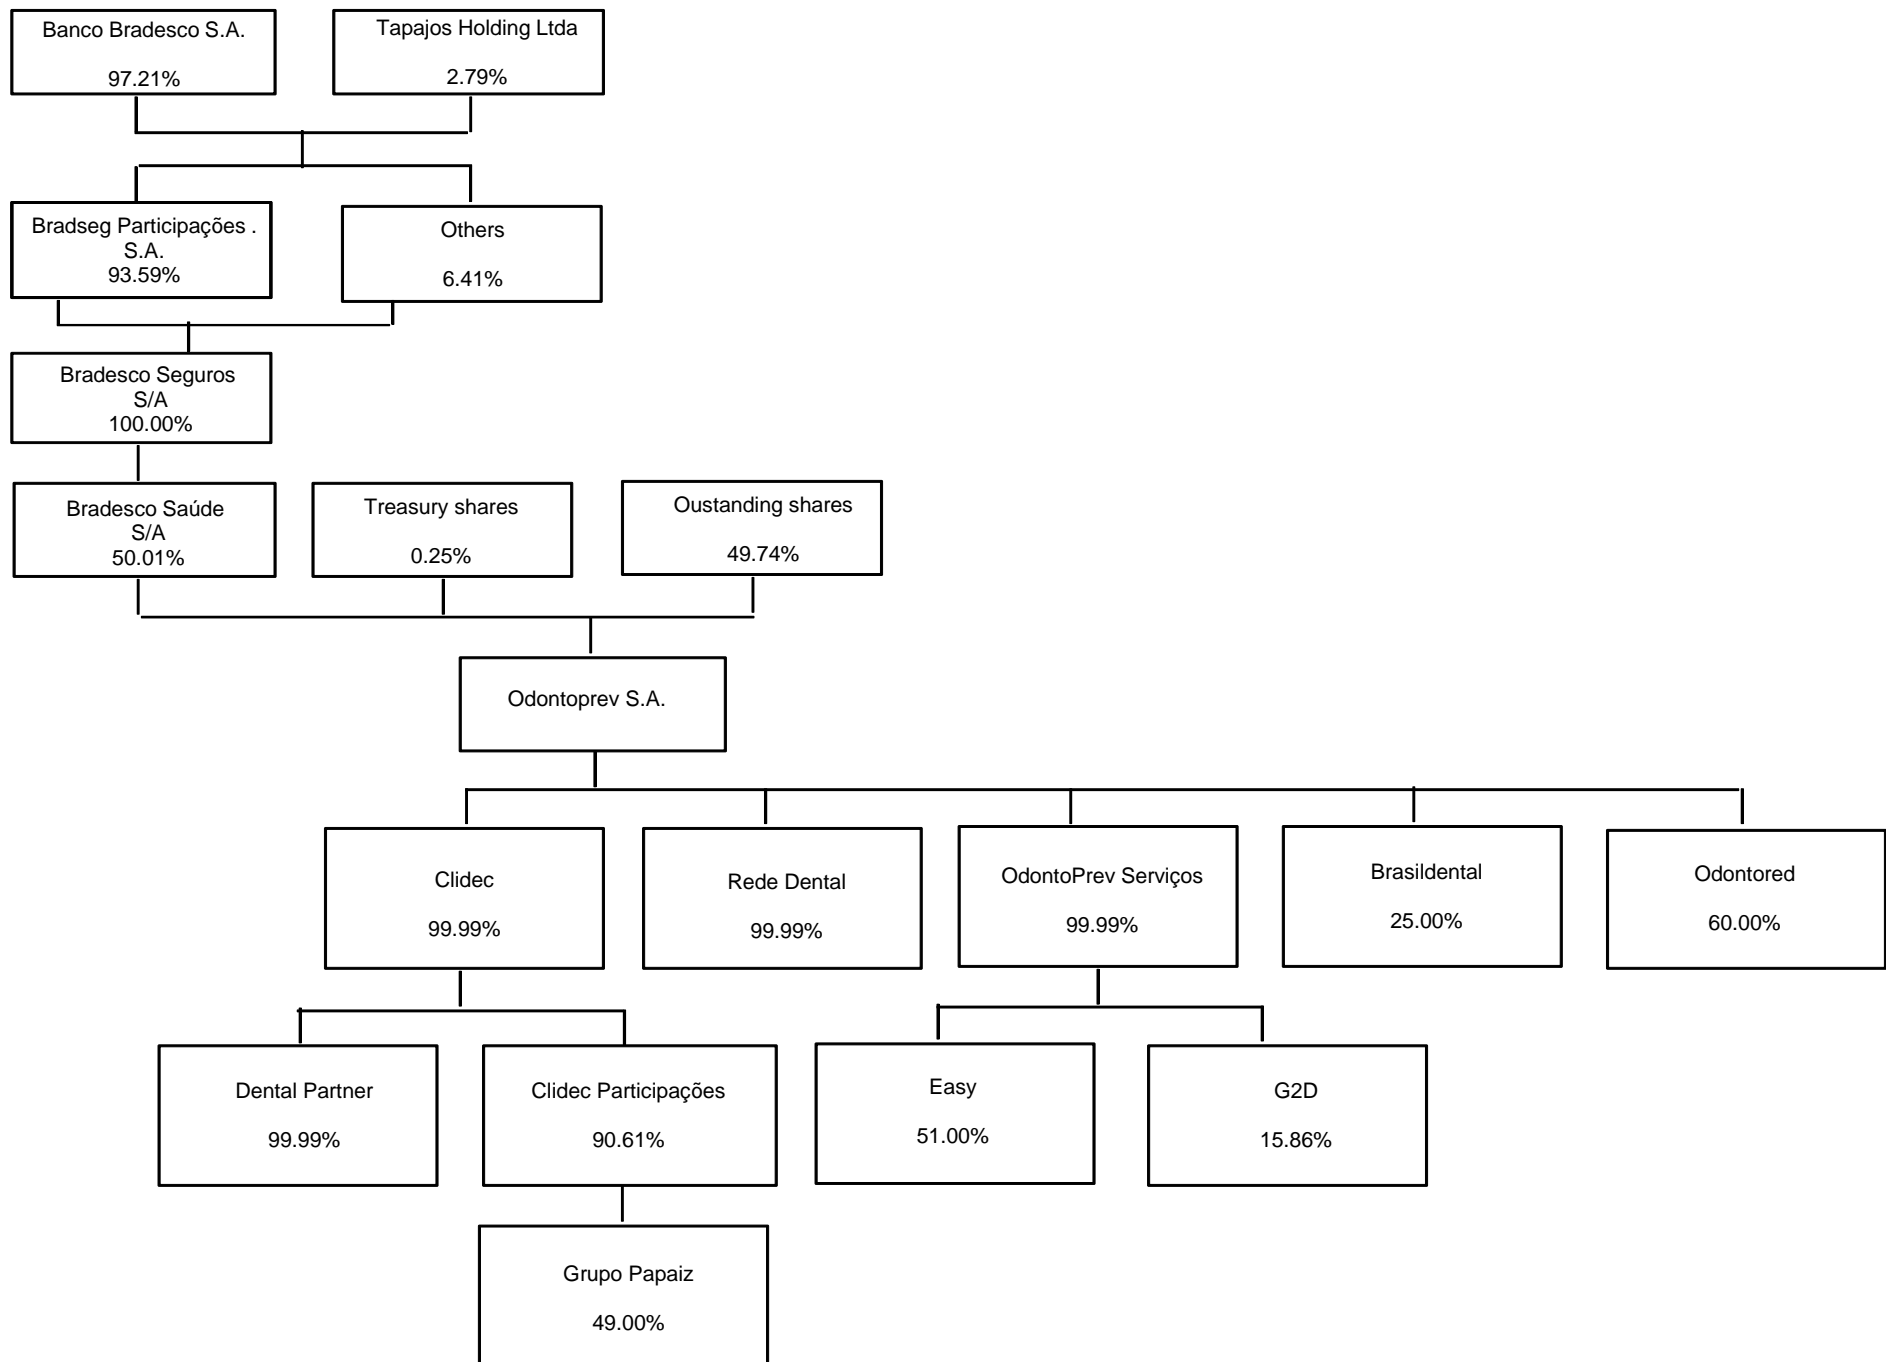 Banco Bradesco S.A.
97.21%
Tapajos Holding Ltda
2.79%
Bradseg Participações .
S.A.
93.59%
Others
6.41%
Bradesco Seguros
S/A
100.00%
Bradesco Saúde
S/A
50.01%
Treasury shares
0.25%
Oustanding shares
49.74%
Odontoprev S.A.
Clidec
99.99%
Rede Dental
99.99%
OdontoPrev Serviços
99.99%
Brasildental
25.00%
Odontored
60.00%
Dental Partner
99.99%
Clidec Participações
90.61%
Easy
51.00%
G2D
15.86%
Grupo Papaiz
49.00%